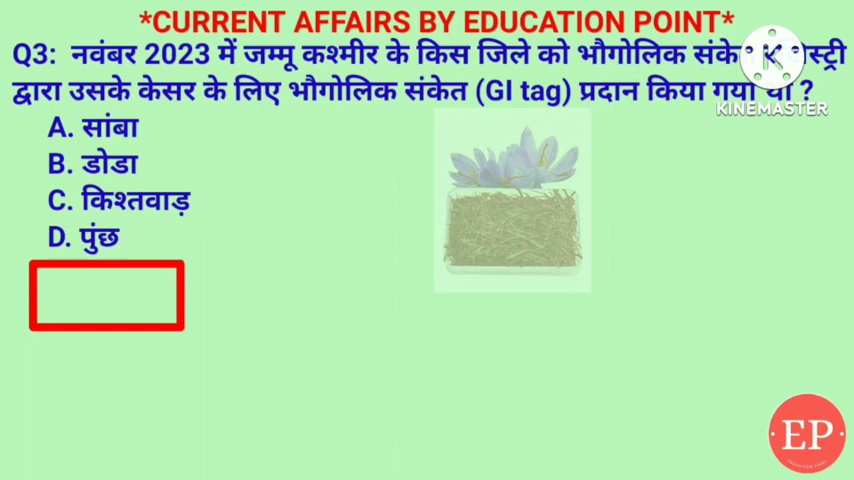 *CURRENT AFFAIRS BY EDUCATION POINT*
Q3: नवंबर 2023 में जम्मू कश्मीर के किस जिले को भौगोलिक
द्वारा उसके केसर के लिए भौगोलिक संकेत (GI tag) प्रदान किया गया था ?
KINEMASTER
A. सांबा
B. डोडा
C. किश्तवाड़
D. पुंछ
EP